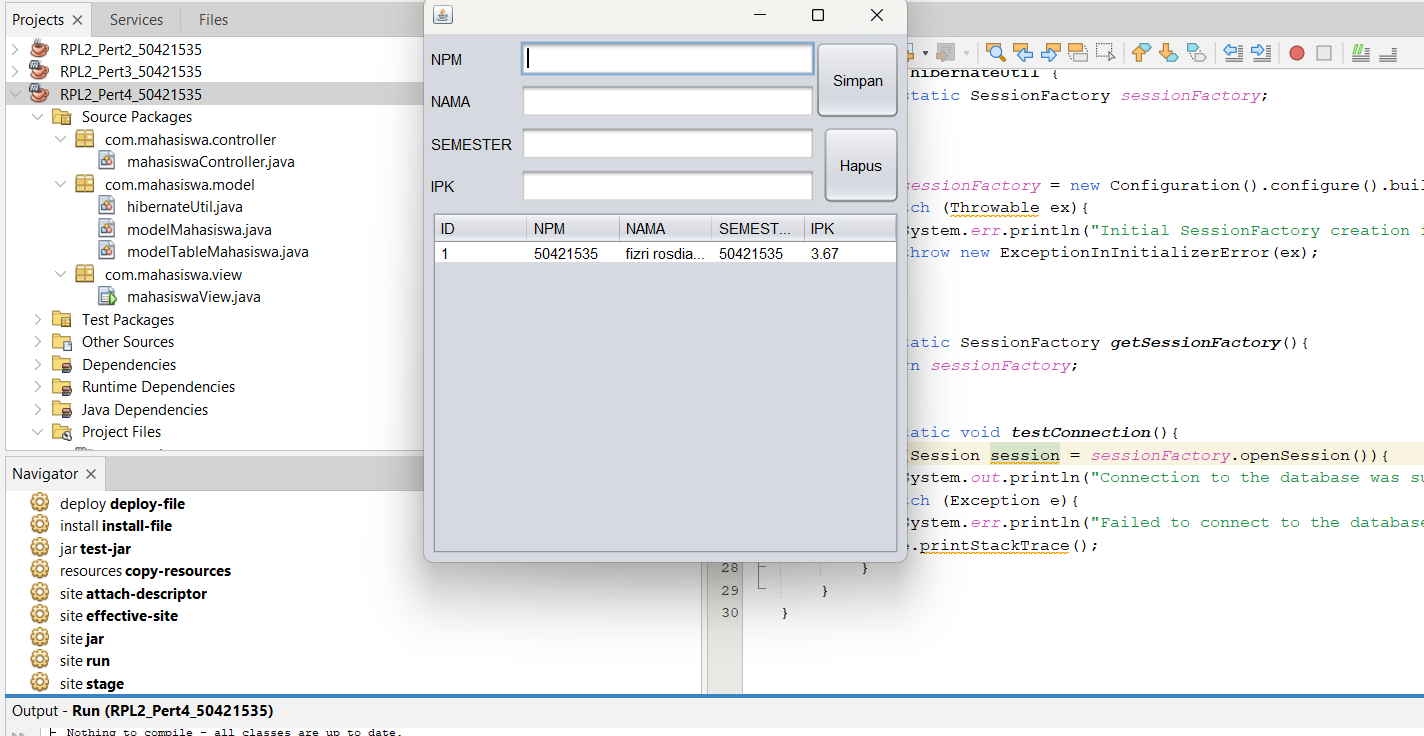 Projects Services Files
RPL2_Pert2_50421535
RPL2_Pert3_50421535
RPL2_Pert4_50421535
Source Packages
com.mahasiswa.controller
mahasiswaController.java
com.mahasiswa.model
hibernateUtil.java
modelMahasiswa.java
modelTableMahasiswa.java
com.mahasiswa.view
mahasiswaView.java
Test Packages
Other Sources
Dependencies
Runtime Dependencies
Java Dependencies
Project Files
Navigator
deploy deploy-file
install install-file
jar test-jar
resources copy-resources
site attach-descriptor
site effective-site
site jar
site run
site stage
NPM
Simpan
NAMA
SEMESTER
Hapus
IPK
ID NPM NAMA SEMEST... IPK
1 50421535 fizri rosdia... 50421535 3.67
hibernateUtil {
static SessionFactory sessionFactory;
sessionFactory = new Configuration().configure().buil
ch (Throwable ex){
System.err.println("Initial SessionFactory creation
throw new ExceptionInInitializerError(ex);
tatic SessionFactory getSessionFactory(){
rn sessionFactory;
tatic void testConnection(){
(Session session = sessionFactory.openSession()){
System.out.println("Connection to the database was su
ch (Exception e){
System.err.println("Failed to connect to the database
e.printStackTrace();
28 }
29 }
30 }
Output - Run (RPL2_Pert4_50421535)
Nothing to compile - all classes are up to date.